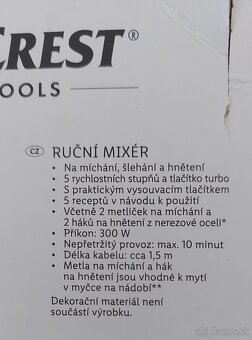 CREST®
OOLS
CZ RUČNÍ MIXÉR
• Na míchání, šlehání a hnětení
• 5 rychlostních stupňů a tlačítko turbo
• S praktickým vysouvacím tlačítkem
• 5 receptů v návodu k použití
• Včetně 2 metliček na míchání a
2 háků na hnětení z nerezové oceli*
• Příkon: 300 W
• Nepřetržitý provoz: max. 10 minut
• Délka kabelu: cca 1,5 m
• Metla na míchání a hák
na hnětení jsou vhodné k mytí
v myčce na nádobí**
Dekorační materiál není
součástí výrobku.